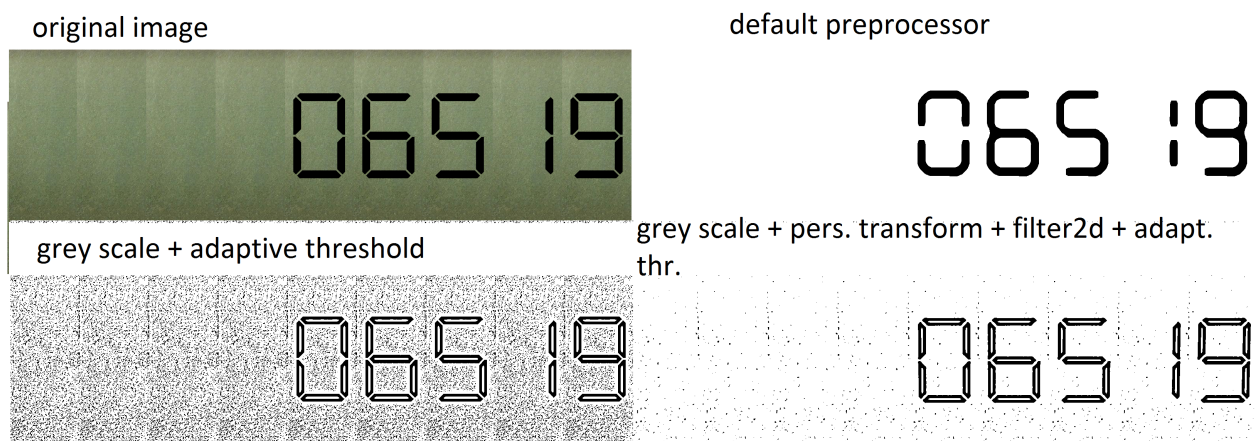 original image
default preprocessor
06519
06519
grey scale + adaptive threshold
grey scale + pers. transform + filter2d + adapt.
thr.
06519
06519